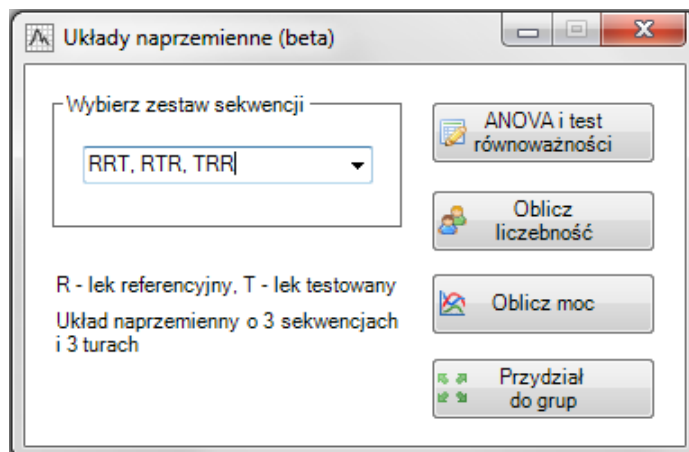 Układy naprzemienne (beta)
Wybierz zestaw sekwencji
RRT, RTR, TRR
R - lek referencyjny, T - lek testowany
Układ naprzemienny o 3 sekwencjach
i 3 turach
ANOVA i test
równoważności
Oblicz
liczebność
Oblicz moc
Przydział
do grup